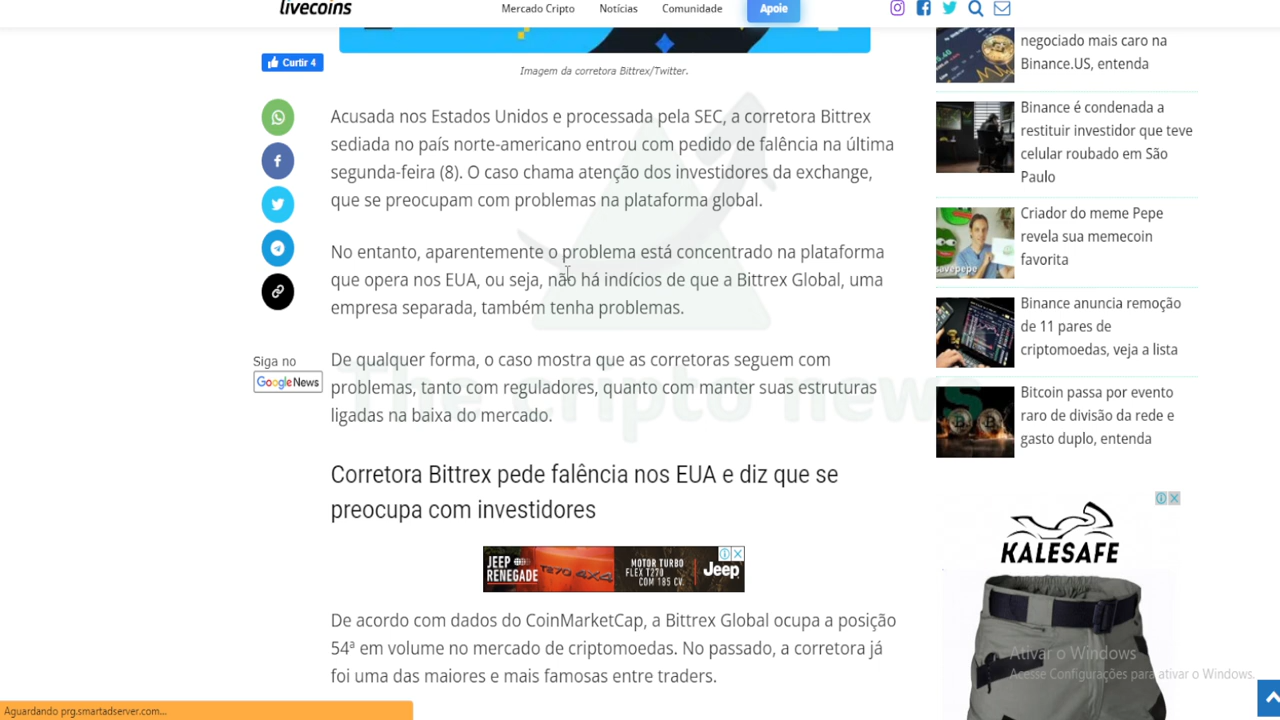 livecoins
Mercado Cripto
Notícias
Comunidade
Apoie
Curtir 4
Imagem da corretora Bittrex/Twitter.
Acusada nos Estados Unidos e processada pela SEC, a corretora Bittrex
sediada no país norte-americano entrou com pedido de falência na última
segunda-feira (8). O caso chama atenção dos investidores da exchange,
que se preocupam com problemas na plataforma global.
No entanto, aparentemente o problema está concentrado na plataforma
que opera nos EUA, ou seja, não há indícios de que a Bittrex Global, uma
empresa separada, também tenha problemas.
Siga no
Google News
De qualquer forma, o caso mostra que as corretoras seguem com
problemas, tanto com reguladores, quanto com manter suas estruturas
ligadas na baixa do mercado.
The Cripto news
Corretora Bittrex pede falência nos EUA e diz que se
preocupa com investidores
JEEP
RENEGADE
T270 4X4
MOTOR TURBO
FLEX T270
COM 185 CV.
Jeep
De acordo com dados do CoinMarketCap, a Bittrex Global ocupa a posição
54ª em volume no mercado de criptomoedas. No passado, a corretora já
foi uma das maiores e mais famosas entre traders.
negociado mais caro na
Binance.US, entenda
Binance é condenada a
restituir investidor que teve
celular roubado em São
Paulo
savepepe
Criador do meme Pepe
revela sua memecoin
favorita
Binance anuncia remoção
de 11 pares de
criptomoedas, veja a lista
Bitcoin passa por evento
raro de divisão da rede e
gasto duplo, entenda
KALESAFE
Ativar o Windows
Acesse Configurações para ativar o Windows.
Aguardando prg.smartadserver.com...